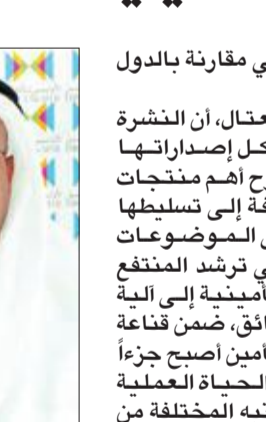 ي مقارنة بالدول
عتال، أن النشرة
كل إصداراتها
ح أهم منتجات
فة إلى تسليطها
الموضوعات
ي ترشد المنتفع
أمينية إلى آلية
ائق، ضمن قناعة
أمين أصبح جزءاً
الحياة العملية
نبه المختلفة من